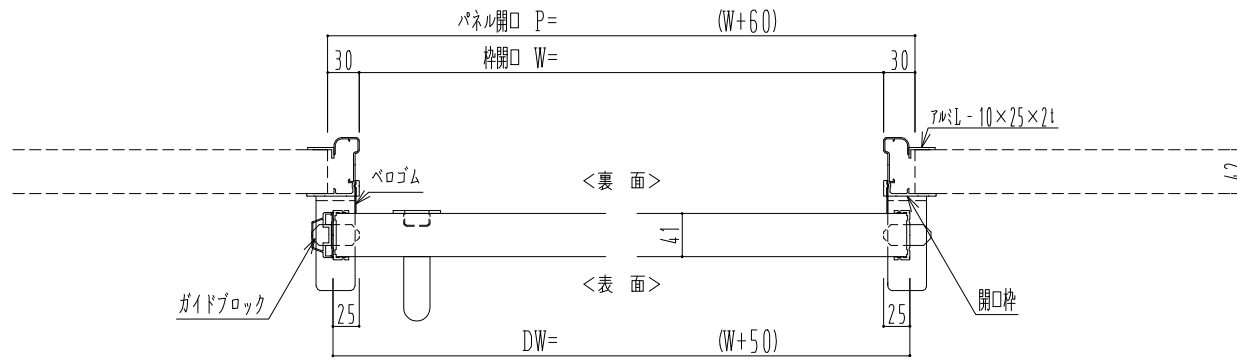 パネル開口 P= (W+60)
30 枠開口 W= 30
アルミL - 10×25×2t
ベロゴム
<裏 面>
42
41
<表 面>
ガイドブロック
開口枠
25 25
DW= (W+50)